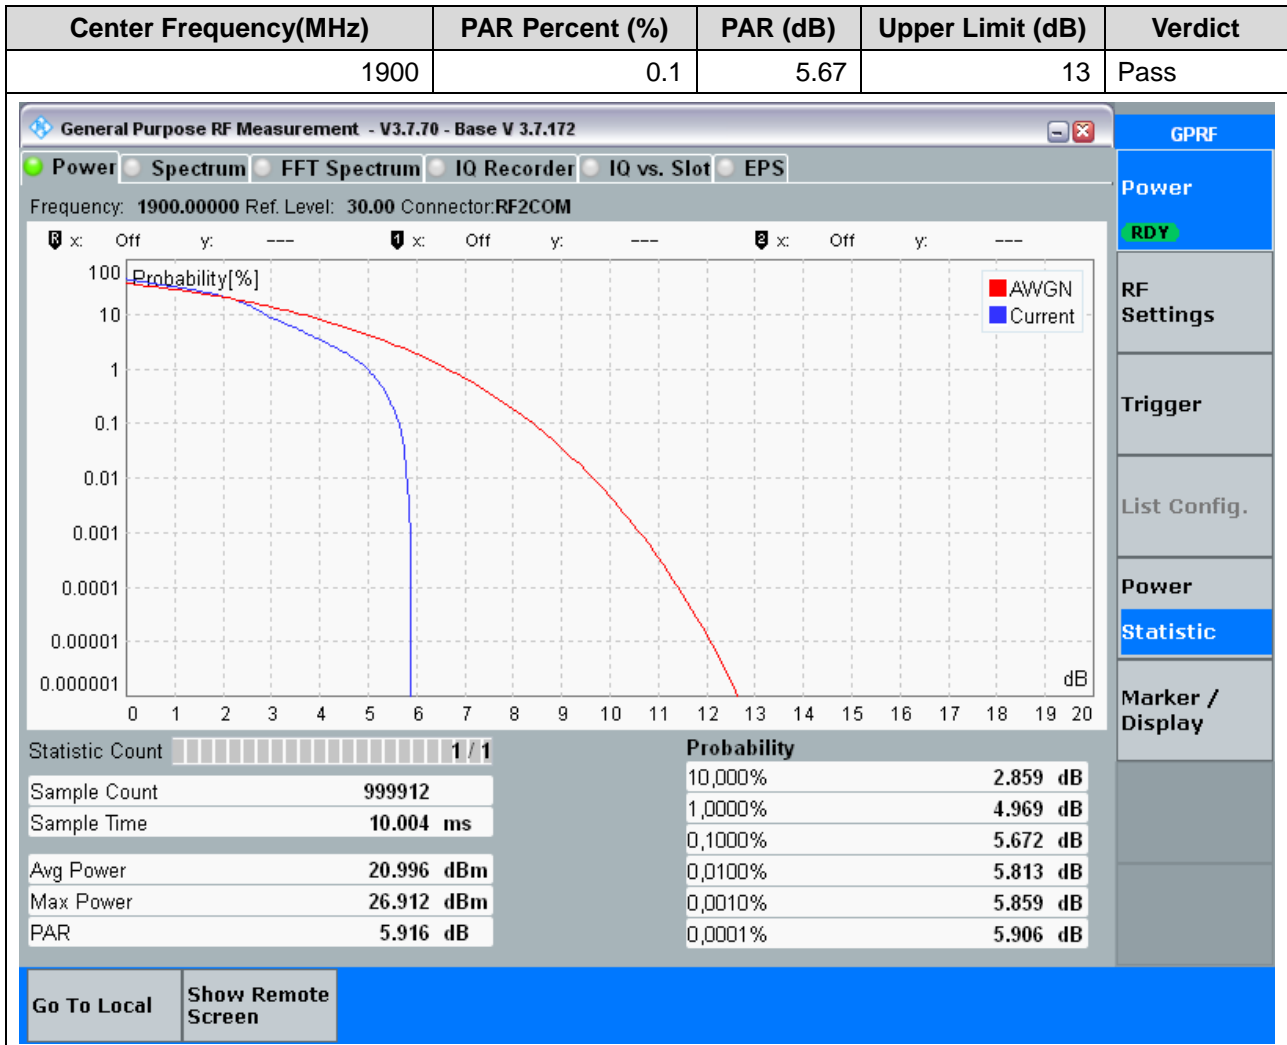 Center Frequency(MHz) PAR Percent (%) PAR (dB) Upper Limit (dB) Verdict
1900 0.1 5.67 13 Pass
General Purpose RF Measurement - V3.7.70 - Base V 3.7.172
GPRF
Power Spectrum FFT Spectrum IQ Recorder IQ vs. Slot EPS
Power
RDY
Frequency: 1900.00000 Ref. Level: 30.00 Connector:RF2COM
R x: Off y: --- 1 x: Off y: --- 2 x: Off y: ---
Probability[%]
AWGN
Current
100
10
1
0.1
0.01
0.001
0.0001
0.00001
0.000001
dB
0 1 2 3 4 5 6 7 8 9 10 11 12 13 14 15 16 17 18 19 20
RF
Settings
Trigger
List Config.
Power
Statistic
Marker /
Display
Statistic Count 1 / 1
Sample Count 999912
Sample Time 10.004 ms
Avg Power 20.996 dBm
Max Power 26.912 dBm
PAR 5.916 dB
Probability
10,000% 2.859 dB
1,0000% 4.969 dB
0,1000% 5.672 dB
0,0100% 5.813 dB
0,0010% 5.859 dB
0,0001% 5.906 dB
Go To Local
Show Remote
Screen